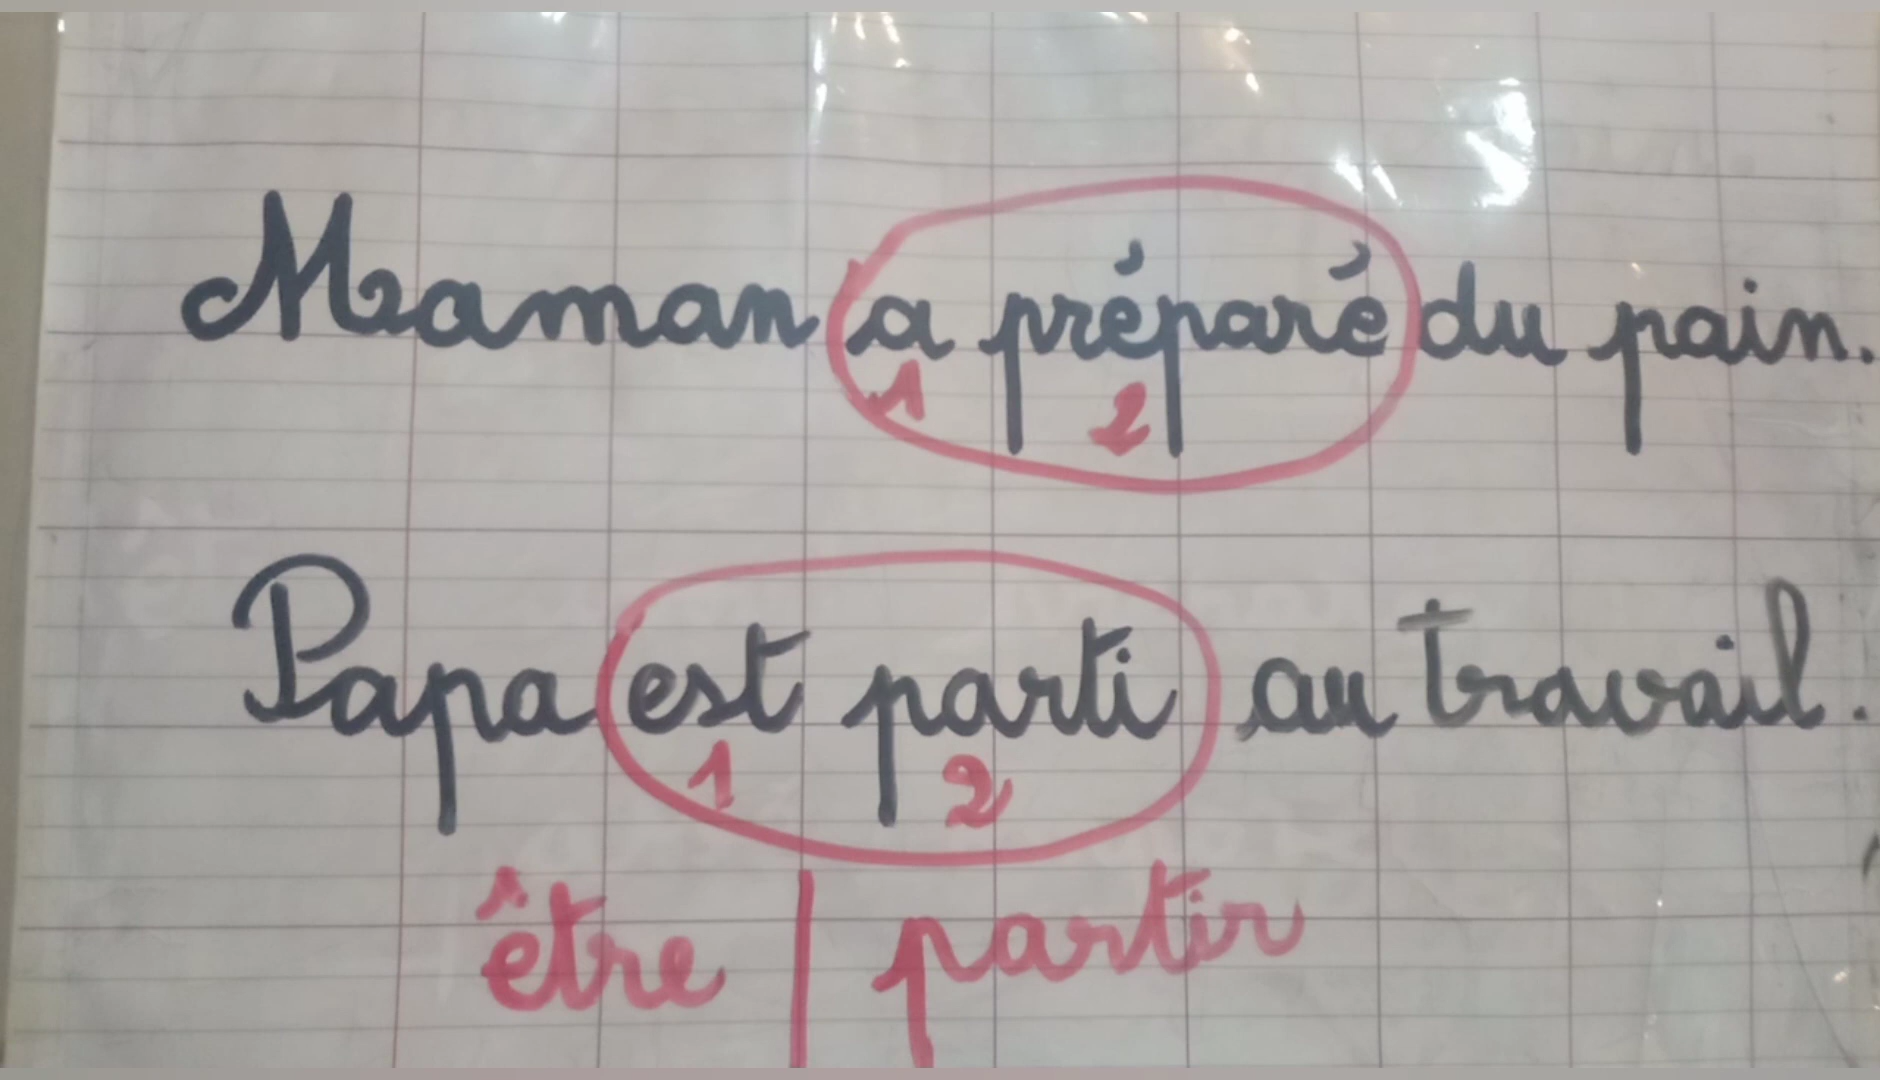 Maman a préparé du pain.
1 2
Papa est parti au travail.
1 2
être | partir